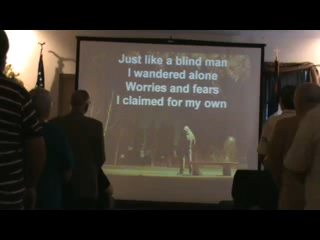 Just like a blind man
I wandered alone
Worries and fears
I claimed for my own